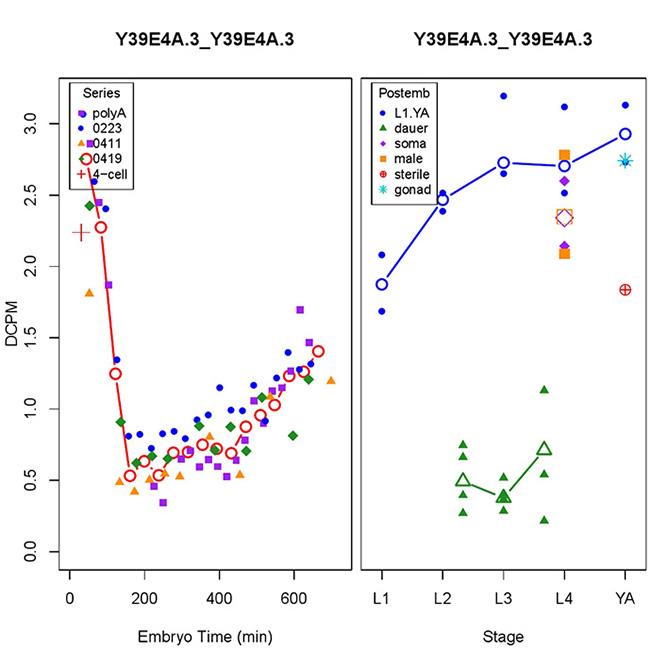 Y39E4A.3_Y39E4A.3
Y39E4A.3_Y39E4A.3
Series
polyA
0223
0411
0419
4−cell
Postemb
L1.YA
dauer
soma
male
sterile
gonad
DCPM
3.0
2.5
2.0
1.5
1.0
0.5
0.0
0 200 400 600
L1 L2 L3 L4 YA
Embryo Time (min)
Stage